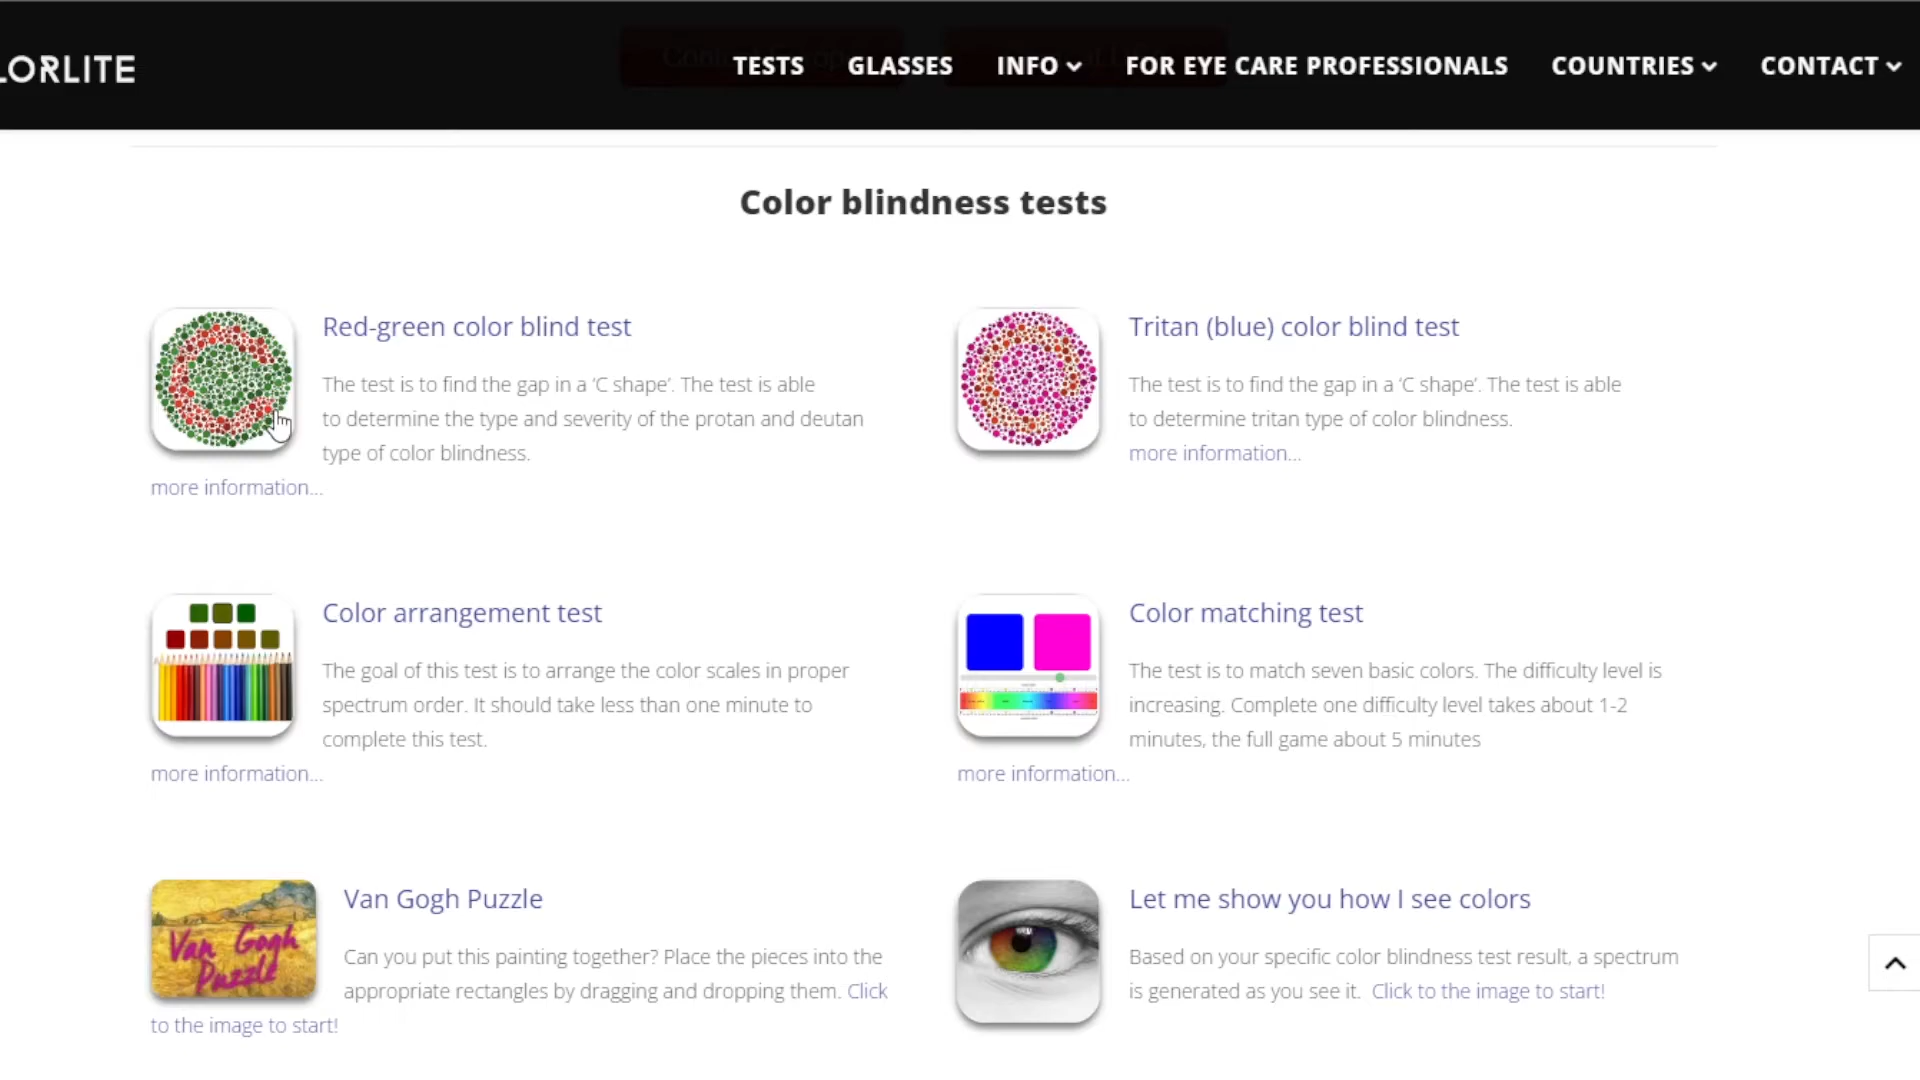 LORLITE
TESTS GLASSES INFO FOR EYE CARE PROFESSIONALS COUNTRIES CONTACT
Color blindness tests
Red-green color blind test
The test is to find the gap in a ‘C shape’. The test is able
to determine the type and severity of the protan and deutan
type of color blindness.
more information...
Tritan (blue) color blind test
The test is to find the gap in a ‘C shape’. The test is able
to determine tritan type of color blindness.
more information...
Color arrangement test
The goal of this test is to arrange the color scales in proper
spectrum order. It should take less than one minute to
complete this test.
more information...
Color matching test
The test is to match seven basic colors. The difficulty level is
increasing. Complete one difficulty level takes about 1-2
minutes, the full game about 5 minutes
more information...
Van Gogh
Puzzle
Van Gogh Puzzle
Can you put this painting together? Place the pieces into the
appropriate rectangles by dragging and dropping them. Click
to the image to start!
Let me show you how I see colors
Based on your specific color blindness test result, a spectrum
is generated as you see it. Click to the image to start!